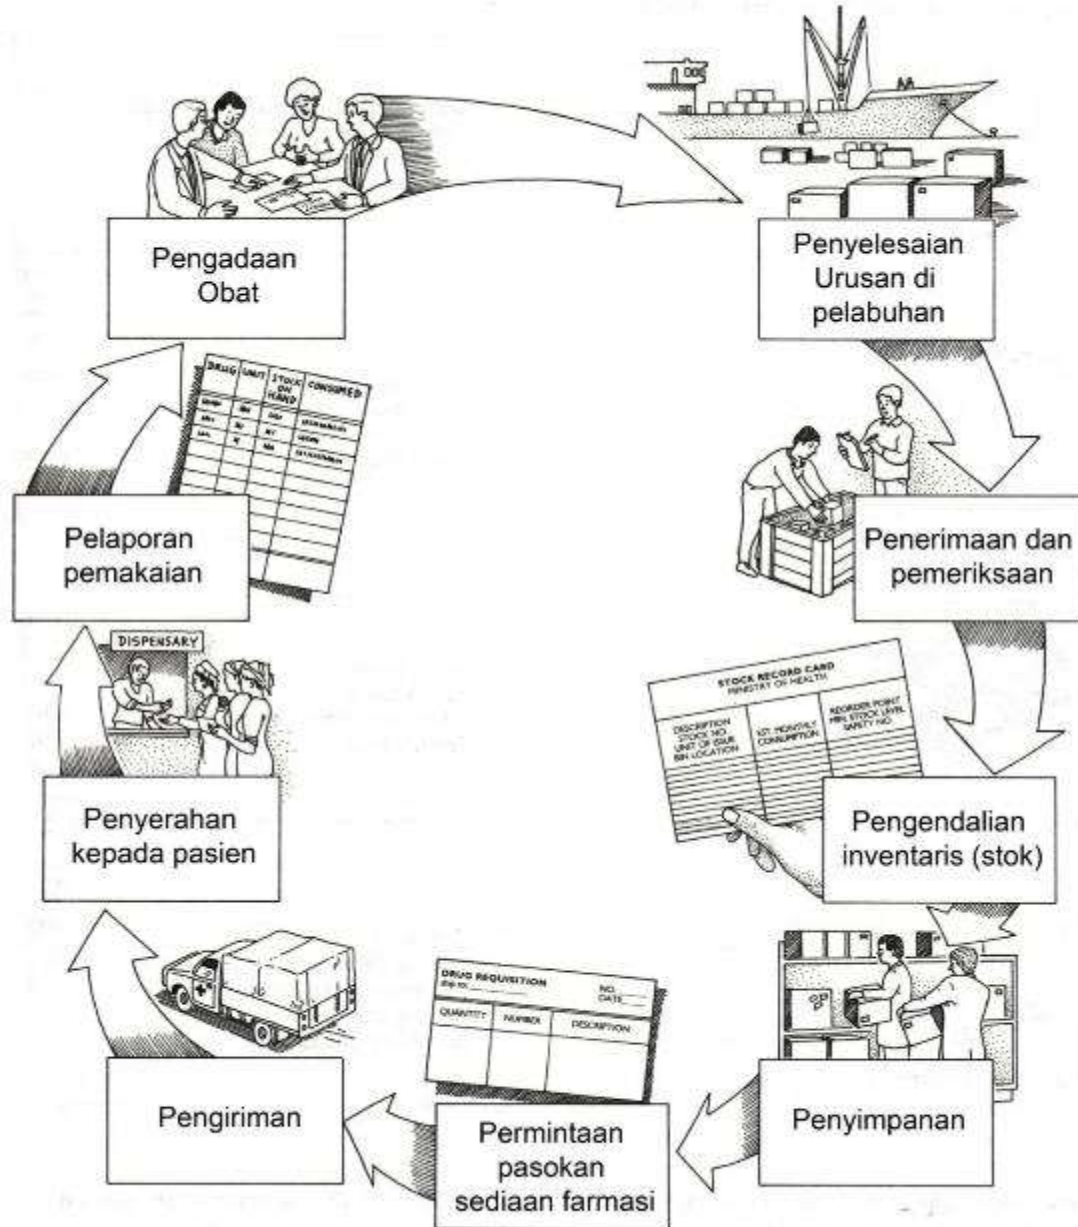 Pengadaan
Obat
Penyelesaian
Urusan di
pelabuhan
DRUG UNIT STOCK ON HAND CONSUMED
Penerimaan dan
pemeriksaan
Pelaporan
pemakaian
DISPENSARY
STOCK RECORD CARD
MINISTRY OF HEALTH
DESCRIPTION
STOCK NO
UNIT OF ISSUE
BIN LOCATION
EST. MONTHLY
CONSUMPTION
REORDER POINT
MIN. STOCK LEVEL
SAFETY NO
Pengendalian
inventaris (stok)
Penyerahan
kepada pasien
DRUG REQUISITION
NO.
DATE
QUANTITY NUMBER DESCRIPTION
Penyimpanan
Permintaan
pasokan
sediaan farmasi
Pengiriman